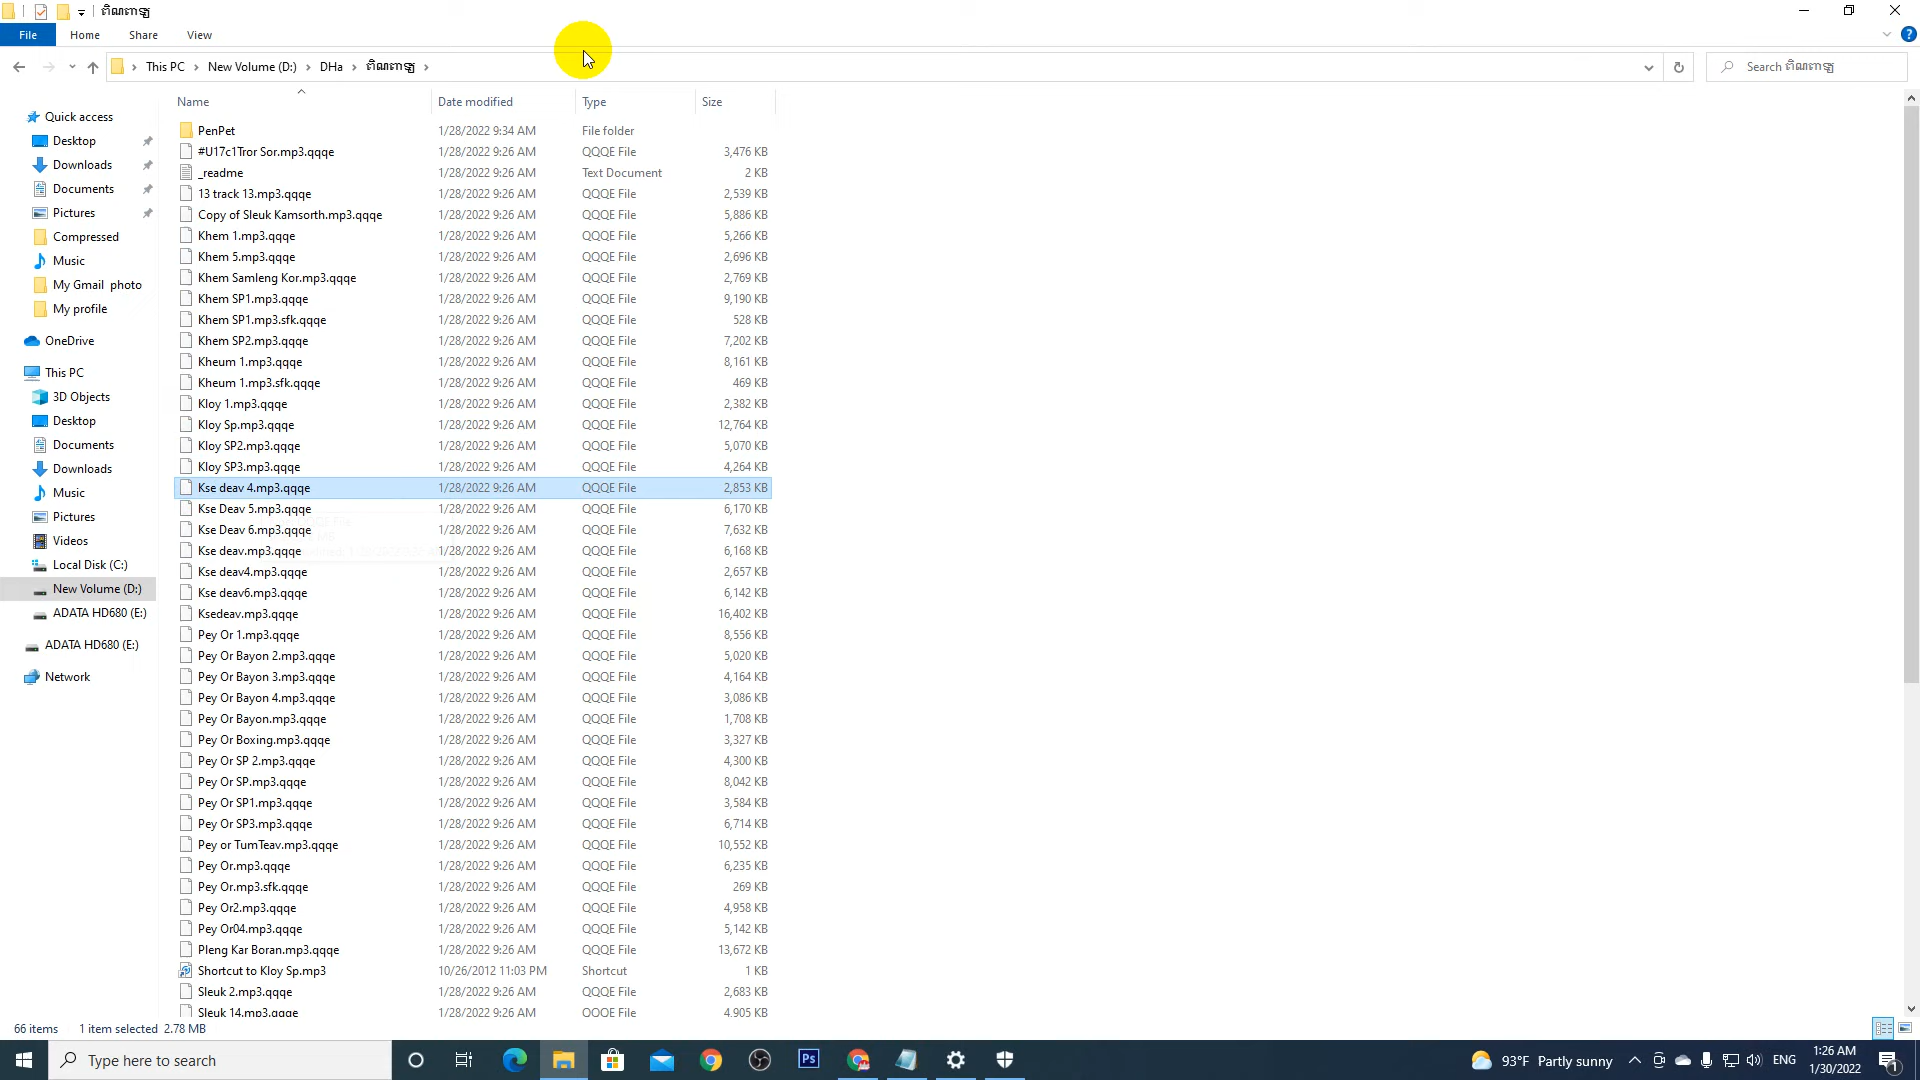 ពិណពាទ្យ
File Home Share View
This PC New Volume (D:) DHa ពិណពាទ្យ Search ពិណពាទ្យ
Name Date modified Type Size
Quick access
Desktop
Downloads
Documents
Pictures
Compressed
Music
My Gmail photo
My profile
OneDrive
This PC
3D Objects
Desktop
Documents
Downloads
Music
Pictures
Videos
Local Disk (C:)
New Volume (D:)
ADATA HD680 (E:)
ADATA HD680 (E:)
Network
PenPet 1/28/2022 9:34 AM File folder
#U17c1Tror Sor.mp3.qqqe 1/28/2022 9:26 AM QQQE File 3,476 KB
_readme 1/28/2022 9:26 AM Text Document 2 KB
13 track 13.mp3.qqqe 1/28/2022 9:26 AM QQQE File 2,539 KB
Copy of Sleuk Kamsorth.mp3.qqqe 1/28/2022 9:26 AM QQQE File 5,886 KB
Khem 1.mp3.qqqe 1/28/2022 9:26 AM QQQE File 5,266 KB
Khem 5.mp3.qqqe 1/28/2022 9:26 AM QQQE File 2,696 KB
Khem Samleng Kor.mp3.qqqe 1/28/2022 9:26 AM QQQE File 2,769 KB
Khem SP1.mp3.qqqe 1/28/2022 9:26 AM QQQE File 9,190 KB
Khem SP1.mp3.sfk.qqqe 1/28/2022 9:26 AM QQQE File 528 KB
Khem SP2.mp3.qqqe 1/28/2022 9:26 AM QQQE File 7,202 KB
Kheum 1.mp3.qqqe 1/28/2022 9:26 AM QQQE File 8,161 KB
Kheum 1.mp3.sfk.qqqe 1/28/2022 9:26 AM QQQE File 469 KB
Kloy 1.mp3.qqqe 1/28/2022 9:26 AM QQQE File 2,382 KB
Kloy Sp.mp3.qqqe 1/28/2022 9:26 AM QQQE File 12,764 KB
Kloy SP2.mp3.qqqe 1/28/2022 9:26 AM QQQE File 5,070 KB
Kloy SP3.mp3.qqqe 1/28/2022 9:26 AM QQQE File 4,264 KB
Kse deav 4.mp3.qqqe 1/28/2022 9:26 AM QQQE File 2,853 KB
Kse Deav 5.mp3.qqqe 1/28/2022 9:26 AM QQQE File 6,170 KB
Kse Deav 6.mp3.qqqe 1/28/2022 9:26 AM QQQE File 7,632 KB
Kse deav.mp3.qqqe 1/28/2022 9:26 AM QQQE File 6,168 KB
Kse deav4.mp3.qqqe 1/28/2022 9:26 AM QQQE File 2,657 KB
Kse deav6.mp3.qqqe 1/28/2022 9:26 AM QQQE File 6,142 KB
Ksedeav.mp3.qqqe 1/28/2022 9:26 AM QQQE File 16,402 KB
Pey Or 1.mp3.qqqe 1/28/2022 9:26 AM QQQE File 8,556 KB
Pey Or Bayon 2.mp3.qqqe 1/28/2022 9:26 AM QQQE File 5,020 KB
Pey Or Bayon 3.mp3.qqqe 1/28/2022 9:26 AM QQQE File 4,164 KB
Pey Or Bayon 4.mp3.qqqe 1/28/2022 9:26 AM QQQE File 3,086 KB
Pey Or Bayon.mp3.qqqe 1/28/2022 9:26 AM QQQE File 1,708 KB
Pey Or Boxing.mp3.qqqe 1/28/2022 9:26 AM QQQE File 3,327 KB
Pey Or SP 2.mp3.qqqe 1/28/2022 9:26 AM QQQE File 4,300 KB
Pey Or SP.mp3.qqqe 1/28/2022 9:26 AM QQQE File 8,042 KB
Pey Or SP1.mp3.qqqe 1/28/2022 9:26 AM QQQE File 3,584 KB
Pey Or SP3.mp3.qqqe 1/28/2022 9:26 AM QQQE File 6,714 KB
Pey or TumTeav.mp3.qqqe 1/28/2022 9:26 AM QQQE File 10,552 KB
Pey Or.mp3.qqqe 1/28/2022 9:26 AM QQQE File 6,235 KB
Pey Or.mp3.sfk.qqqe 1/28/2022 9:26 AM QQQE File 269 KB
Pey Or2.mp3.qqqe 1/28/2022 9:26 AM QQQE File 4,958 KB
Pey Or04.mp3.qqqe 1/28/2022 9:26 AM QQQE File 5,142 KB
Pleng Kar Boran.mp3.qqqe 1/28/2022 9:26 AM QQQE File 13,672 KB
Shortcut to Kloy Sp.mp3 10/26/2012 11:03 PM Shortcut 1 KB
Sleuk 2.mp3.qqqe 1/28/2022 9:26 AM QQQE File 2,683 KB
Sleuk 14.mp3.qqqe 1/28/2022 9:26 AM QQQE File 4,905 KB
66 items 1 item selected 2.78 MB
Type here to search Ps 93°F Partly sunny ENG 1:26 AM
1/30/2022 1